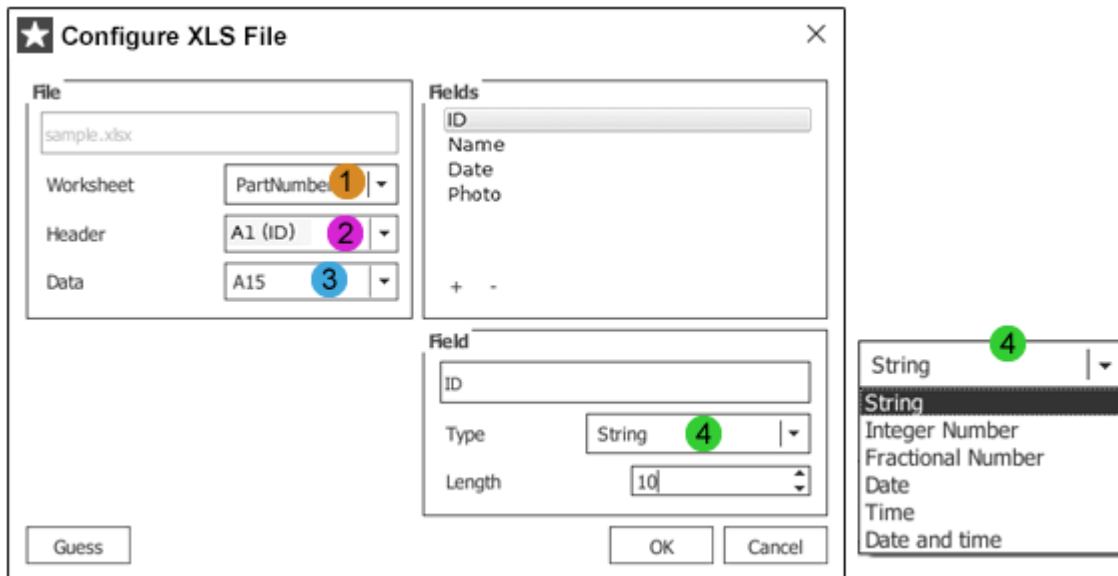 Configure XLS File
File
sample.xlsx
Worksheet
PartNumber
1
Header
A1 (ID)
2
Data
A15
3
Fields
ID
Name
Date
Photo
+ -
Field
ID
Type
String
4
Length
10
Guess
OK
Cancel
4
String
String
Integer Number
Fractional Number
Date
Time
Date and time